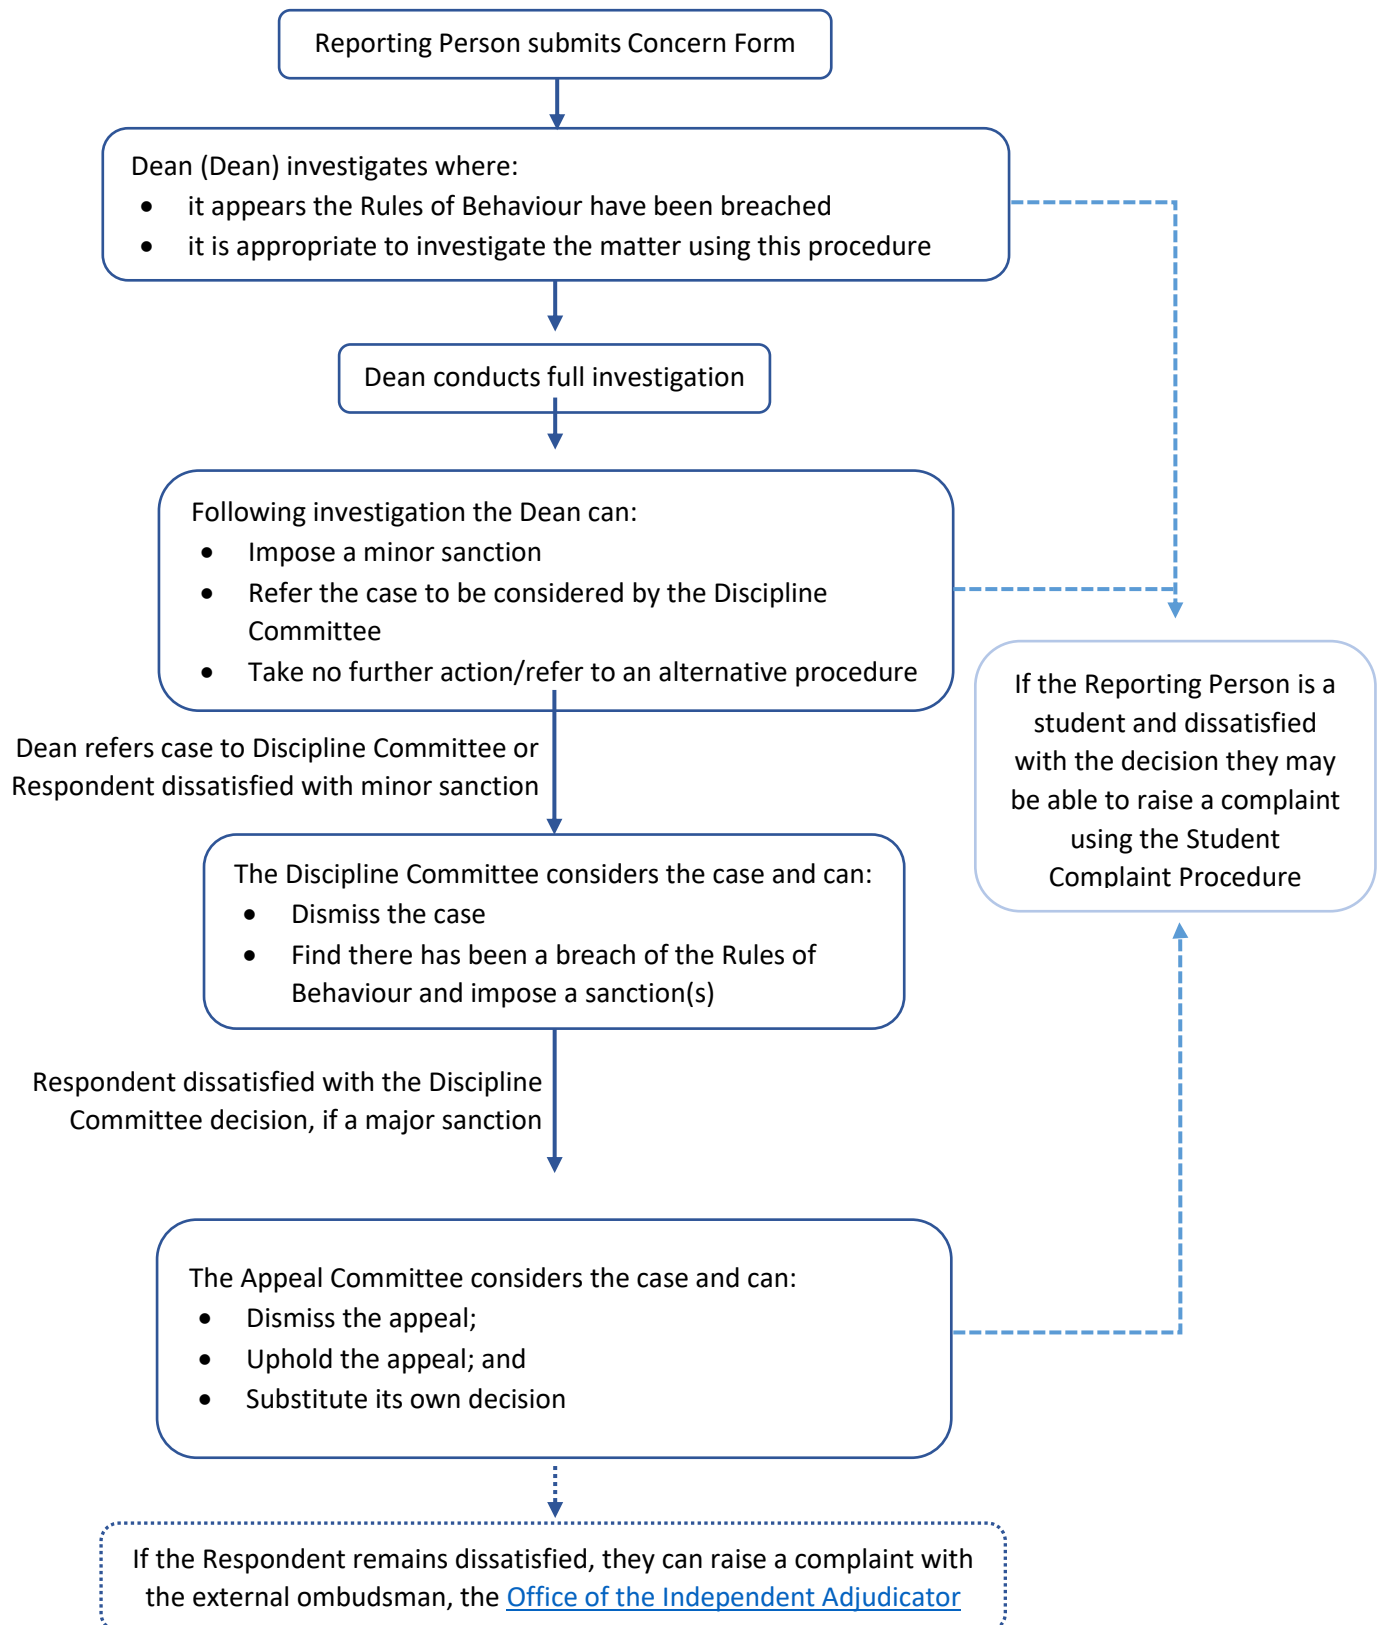 Reporting Person submits Concern Form
Dean (Dean) investigates where:
• it appears the Rules of Behaviour have been breached
• it is appropriate to investigate the matter using this procedure
Dean conducts full investigation
Following investigation the Dean can:
• Impose a minor sanction
• Refer the case to be considered by the Discipline
Committee
• Take no further action/refer to an alternative procedure
If the Reporting Person is a
student and dissatisfied
with the decision they may
be able to raise a complaint
using the Student
Complaint Procedure
Dean refers case to Discipline Committee or
Respondent dissatisfied with minor sanction
The Discipline Committee considers the case and can:
• Dismiss the case
• Find there has been a breach of the Rules of
Behaviour and impose a sanction(s)
Respondent dissatisfied with the Discipline
Committee decision, if a major sanction
The Appeal Committee considers the case and can:
• Dismiss the appeal;
• Uphold the appeal; and
• Substitute its own decision
If the Respondent remains dissatisfied, they can raise a complaint with
the external ombudsman, the Office of the Independent Adjudicator